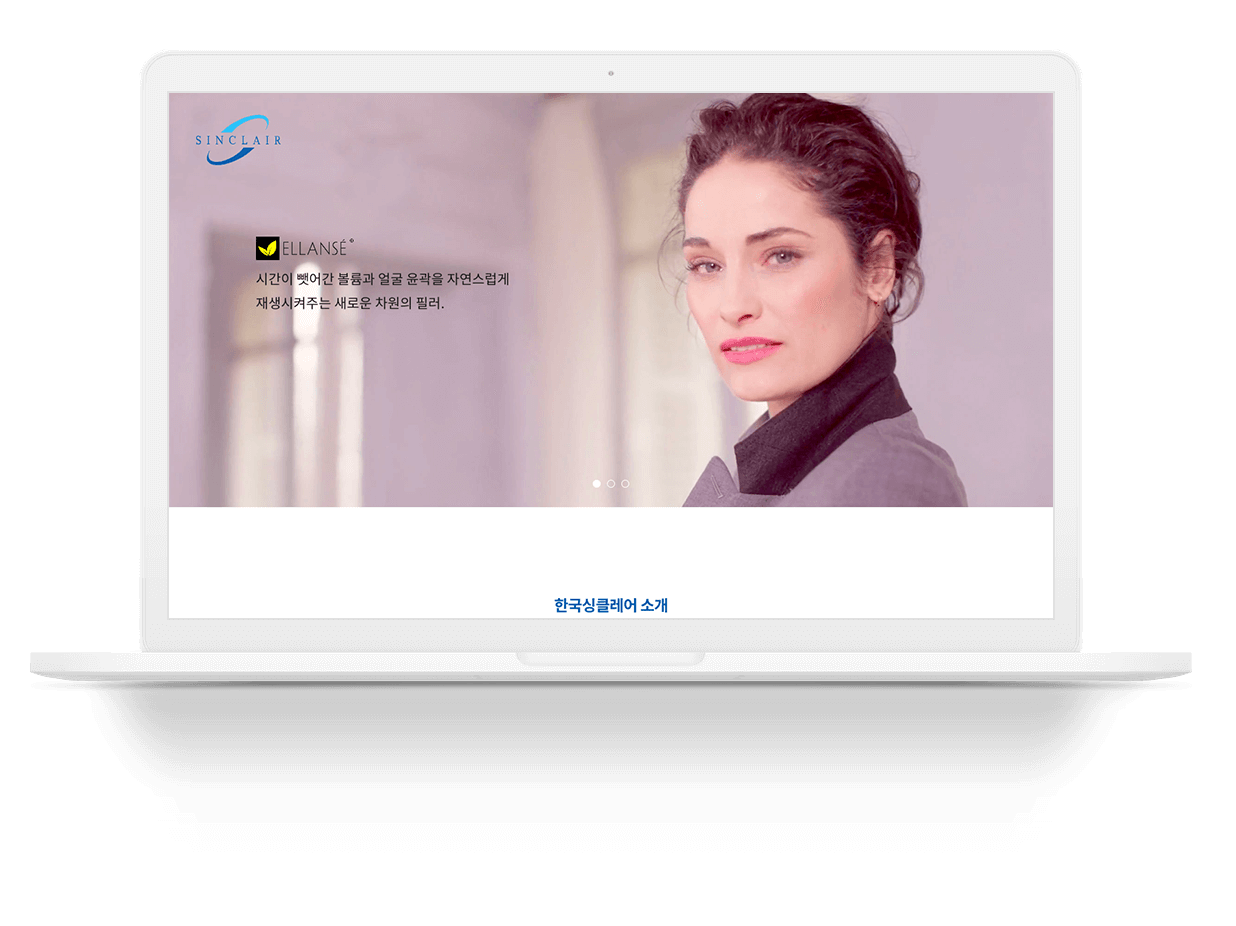 SINCLAIR
ELLANSÉ®
시간이 뺏어간 볼륨과 얼굴 윤곽을 자연스럽게
재생시켜주는 새로운 차원의 필러.
한국싱클레어 소개